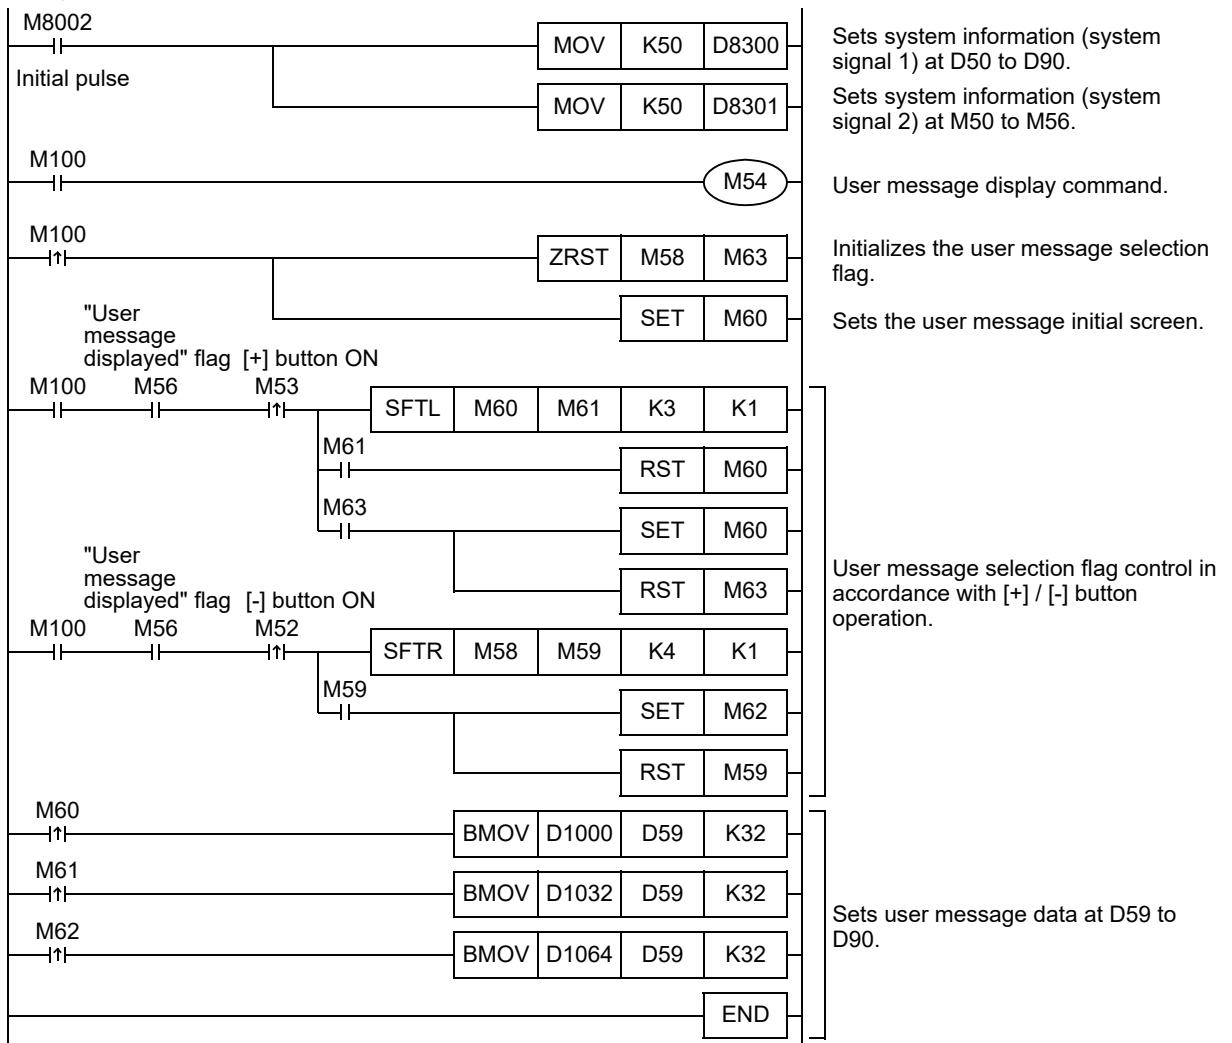 M8002
MOV K50 D8300
Sets system information (system
signal 1) at D50 to D90.
Initial pulse
MOV K50 D8301
Sets system information (system
signal 2) at M50 to M56.
M100
M54
User message display command.
M100
ZRST M58 M63
Initializes the user message selection
flag.
SET M60
Sets the user message initial screen.
"User
message
displayed" flag [+] button ON
M100 M56 M53
SFTL M60 M61 K3 K1
M61
RST M60
M63
SET M60
RST M63
User message selection flag control in
accordance with [+] / [-] button
operation.
"User
message
displayed" flag [-] button ON
M100 M56 M52
SFTR M58 M59 K4 K1
M59
SET M62
RST M59
M60
BMOV D1000 D59 K32
M61
BMOV D1032 D59 K32
Sets user message data at D59 to
D90.
M62
BMOV D1064 D59 K32
END